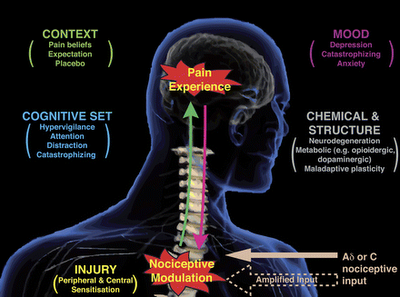 CONTEXT
Pain beliefs
Expectation
Placebo
MOOD
Depression
Catastrophizing
Anxiety
Pain
Experience
COGNITIVE SET
Hypervigilance
Attention
Distraction
Catastrophizing
CHEMICAL &
STRUCTURE
Neurodegeneration
Metabolic (e.g. opioidergic,
dopaminergic)
Maladaptive plasticity
INJURY
(Peripheral & Central
Sensitisation)
Nociceptive
Modulation
Aδ or C
nociceptive
input
Amplified Input